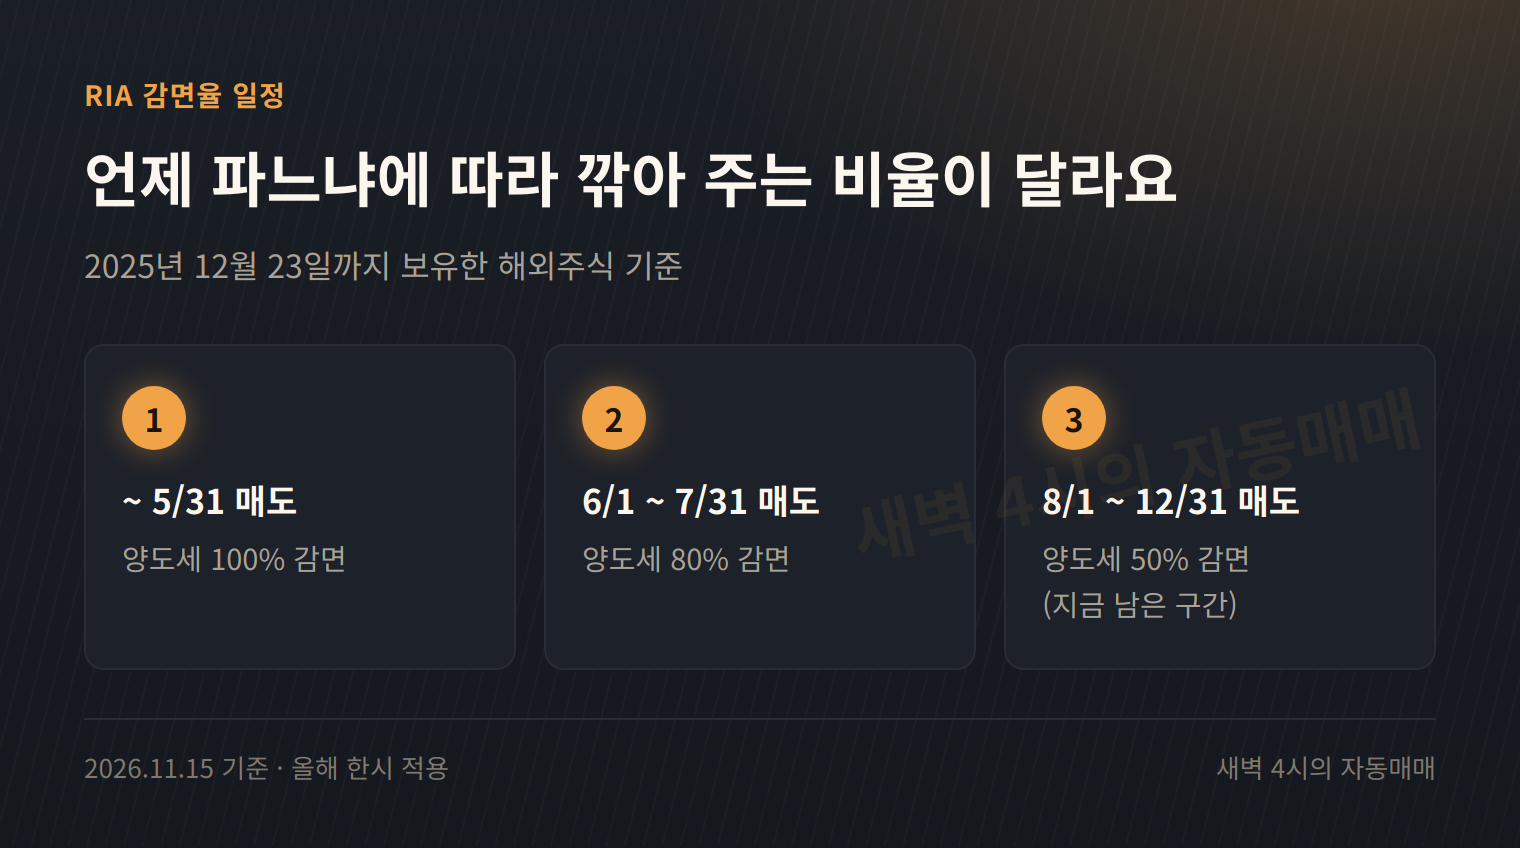 RIA 감면율 일정
언제 파느냐에 따라 깎아 주는 비율이 달라요
2025년 12월 23일까지 보유한 해외주식 기준
1
~ 5/31 매도
양도세 100% 감면
2
6/1 ~ 7/31 매도
양도세 80% 감면
3
8/1 ~ 12/31 매도
양도세 50% 감면
(지금 남은 구간)
새벽 4시의 자동매매
2026.11.15 기준 · 올해 한시 적용
새벽 4시의 자동매매